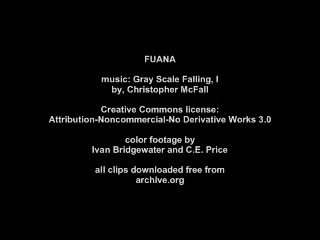 FUANA
music: Gray Scale Falling, I
by, Christopher McFall
Creative Commons license:
Attribution-Noncommercial-No Derivative Works 3.0
color footage by
Ivan Bridgewater and C.E. Price
all clips downloaded free from
archive.org